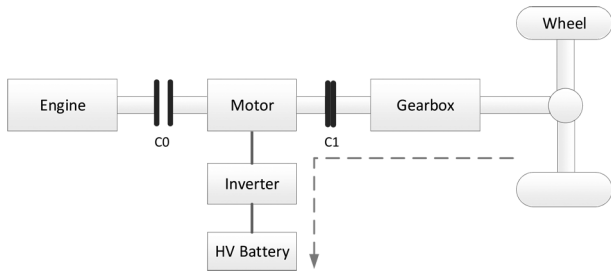 Wheel
Engine
Motor
Gearbox
C0
C1
Inverter
HV Battery